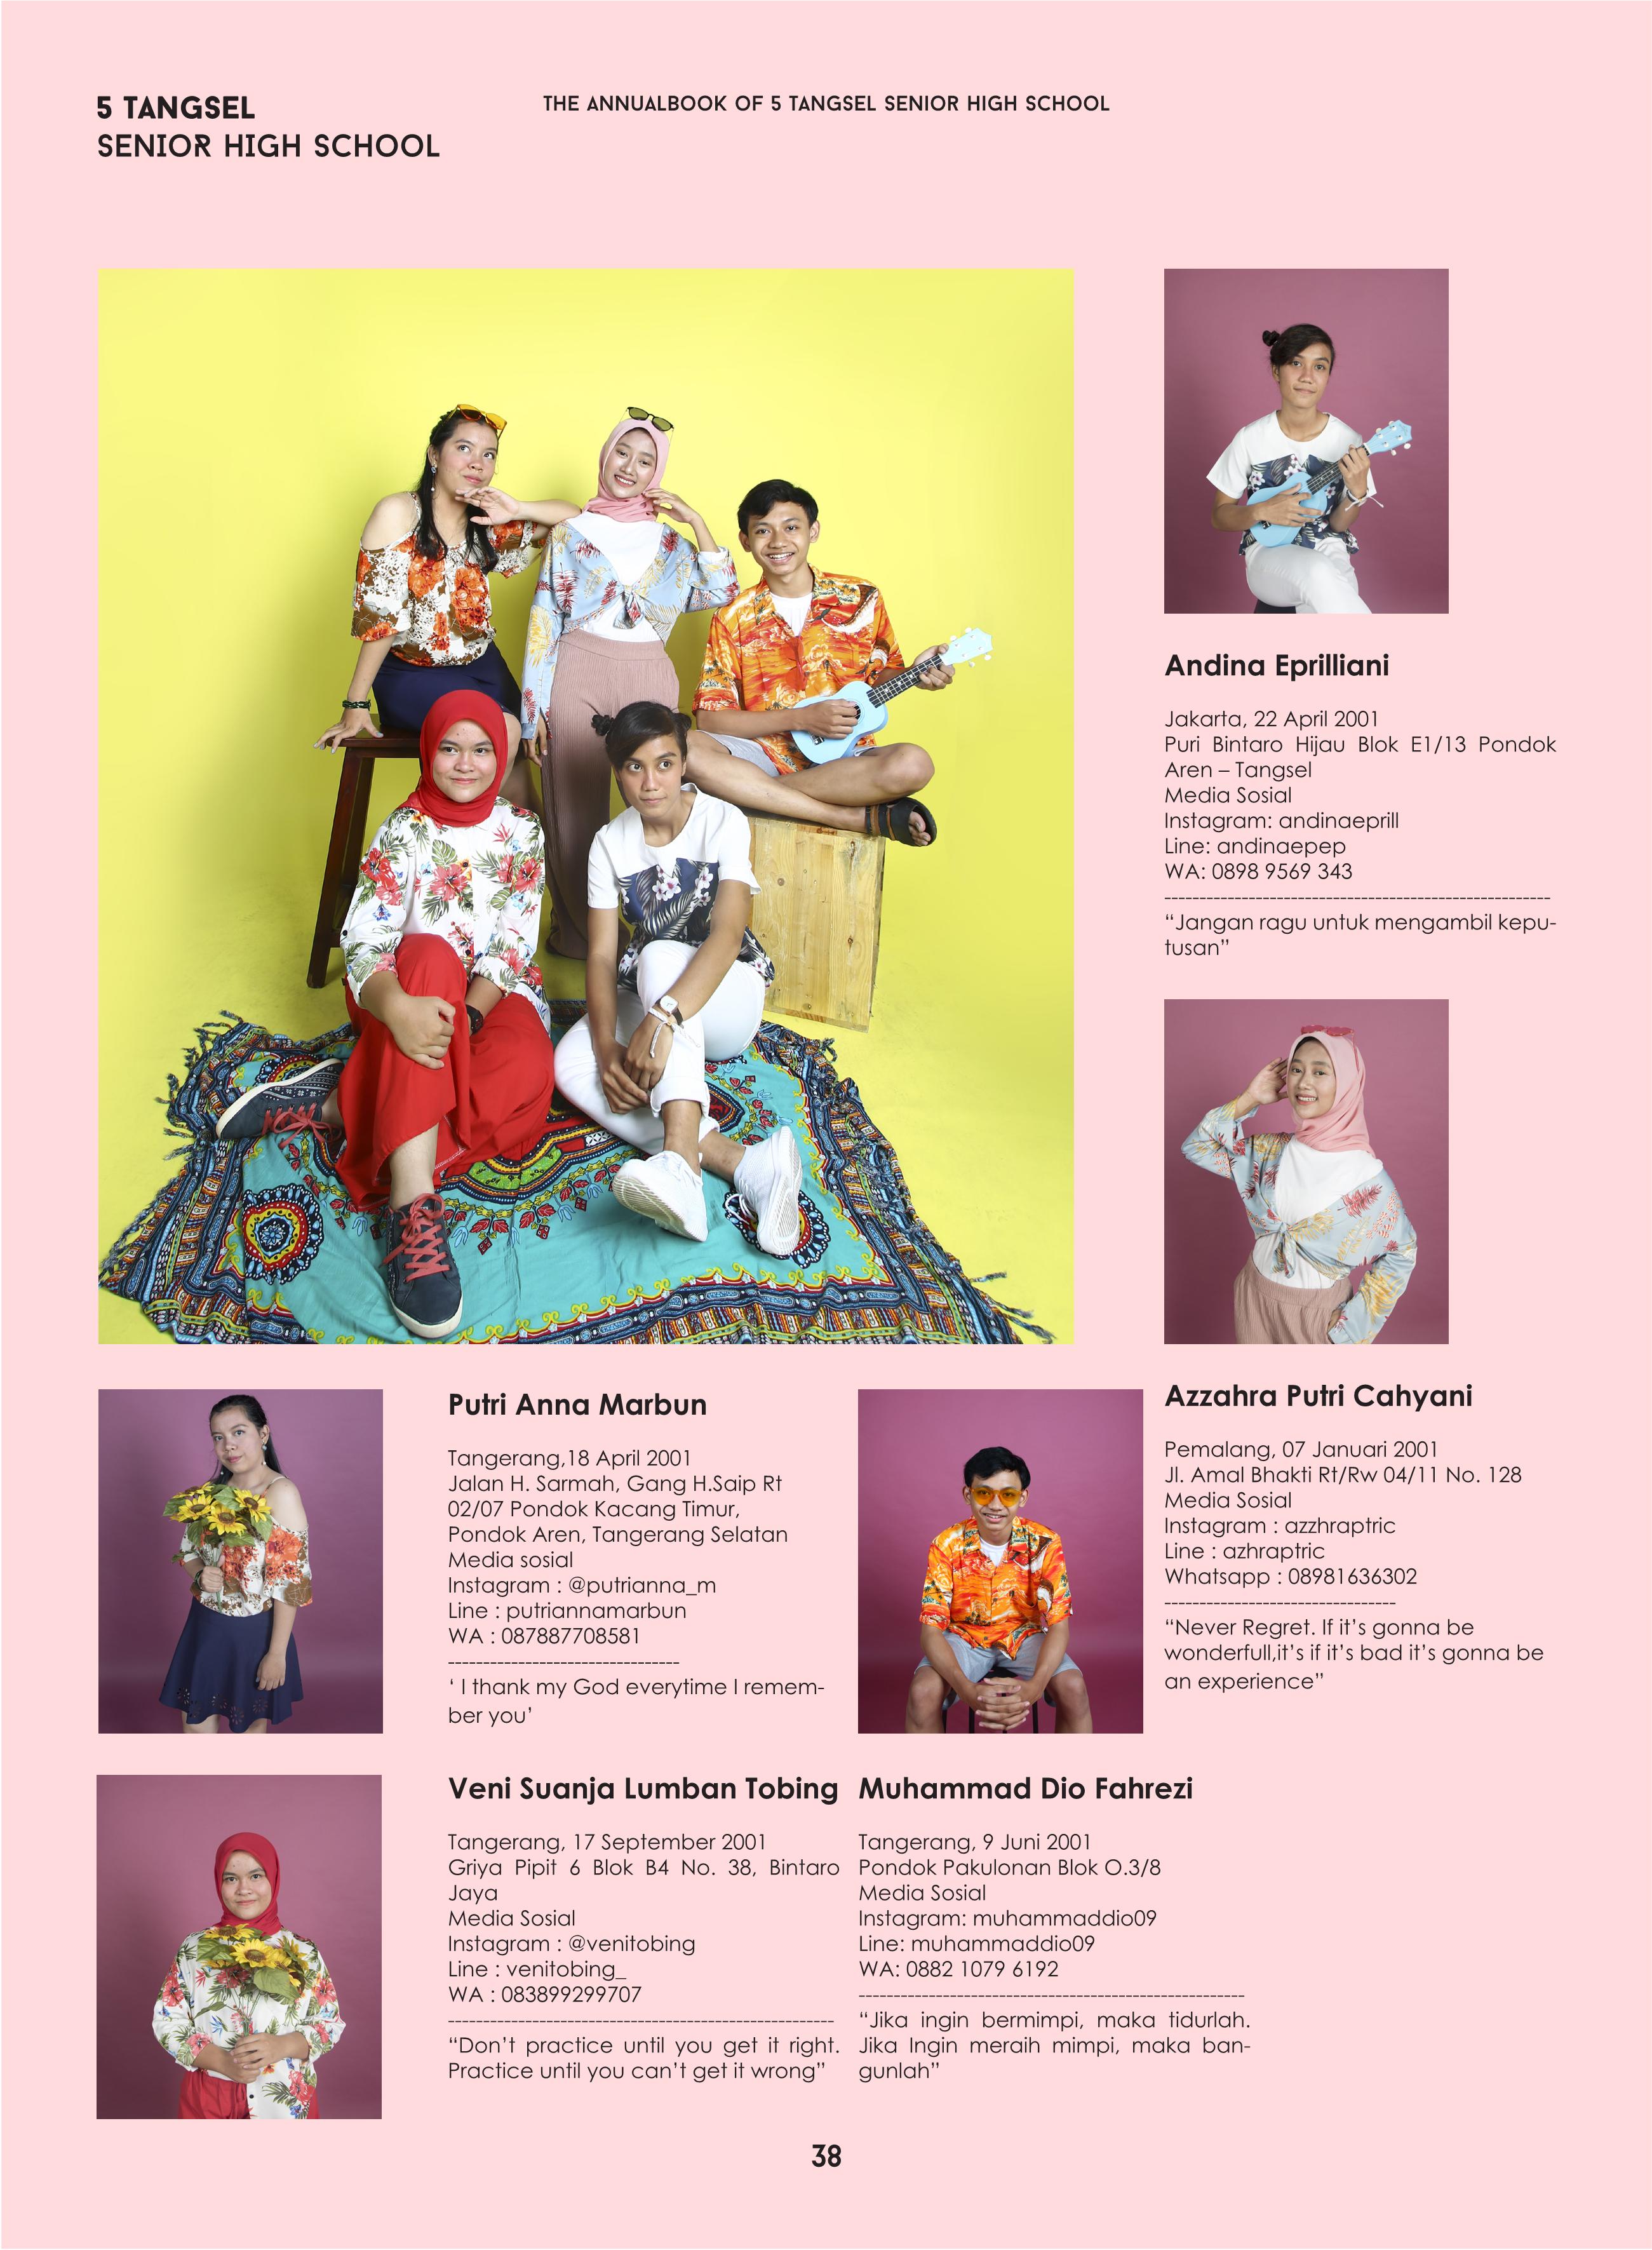 5 TANGSEL
SENIOR HIGH SCHOOL
THE ANNUALBOOK OF 5 TANGSEL SENIOR HIGH SCHOOL
Andina Eprilliani
Jakarta, 22 April 2001
Puri Bintaro Hijau Blok E1/13 Pondok
Aren – Tangsel
Media Sosial
Instagram: andinaeprill
Line: andinaepep
WA: 0898 9569 343
-------------------------------------------------------
“Jangan ragu untuk mengambil kepu-
tusan”
Azzahra Putri Cahyani
Pemalang, 07 Januari 2001
Jl. Amal Bhakti Rt/Rw 04/11 No. 128
Media Sosial
Instagram : azzhraptric
Line : azhraptric
Whatsapp : 08981636302
---------------------------------
“Never Regret. If it’s gonna be
wonderfull,it’s if it’s bad it’s gonna be
an experience”
Putri Anna Marbun
Tangerang,18 April 2001
Jalan H. Sarmah, Gang H.Saip Rt
02/07 Pondok Kacang Timur,
Pondok Aren, Tangerang Selatan
Media sosial
Instagram : @putrianna_m
Line : putriannamarbun
WA : 087887708581
---------------------------------
‘ I thank my God everytime I remem-
ber you’
Veni Suanja Lumban Tobing
Tangerang, 17 September 2001
Griya Pipit 6 Blok B4 No. 38, Bintaro
Jaya
Media Sosial
Instagram : @venitobing
Line : venitobing_
WA : 083899299707
-------------------------------------------------------
“Don’t practice until you get it right.
Practice until you can’t get it wrong”
Muhammad Dio Fahrezi
Tangerang, 9 Juni 2001
Pondok Pakulonan Blok O.3/8
Media Sosial
Instagram: muhammaddio09
Line: muhammaddio09
WA: 0882 1079 6192
-------------------------------------------------------
“Jika ingin bermimpi, maka tidurlah.
Jika Ingin meraih mimpi, maka ban-
gunlah”
38